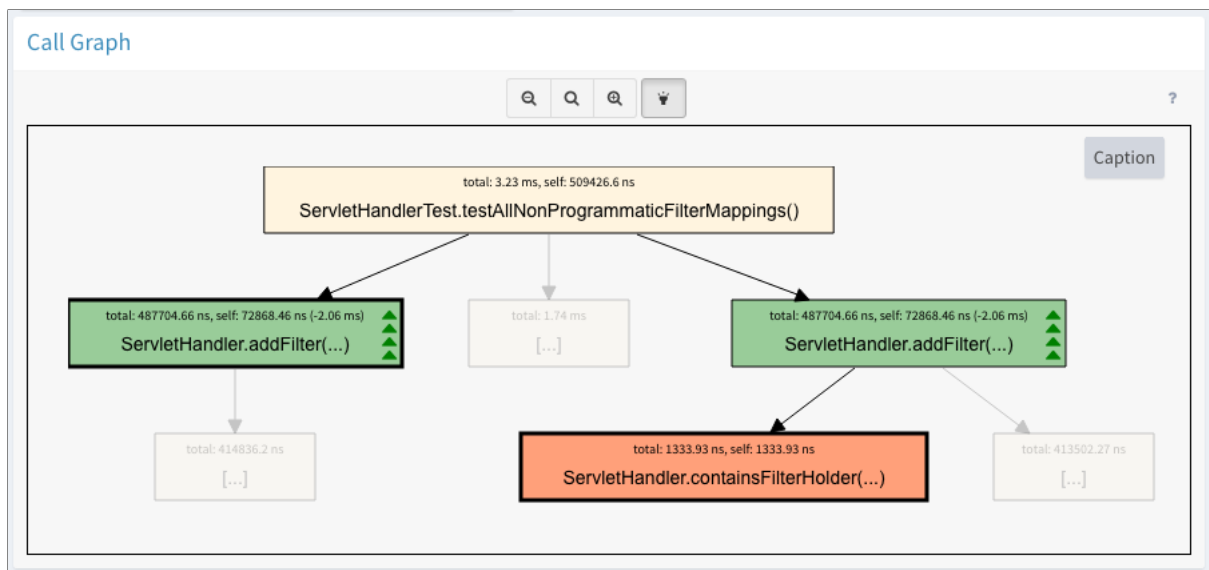 Call Graph
?
Caption
total: 3.23 ms, self: 509426.6 ns
ServletHandlerTest.testAllNonProgrammaticFilterMappings()
total: 487704.66 ns, self: 72868.46 ns (-2.06 ms)
ServletHandler.addFilter(...)
total: 1.74 ms
[...]
total: 487704.66 ns, self: 72868.46 ns (-2.06 ms)
ServletHandler.addFilter(...)
total: 414836.2 ns
[...]
total: 1333.93 ns, self: 1333.93 ns
ServletHandler.containsFilterHolder(...)
total: 413502.27 ns
[...]